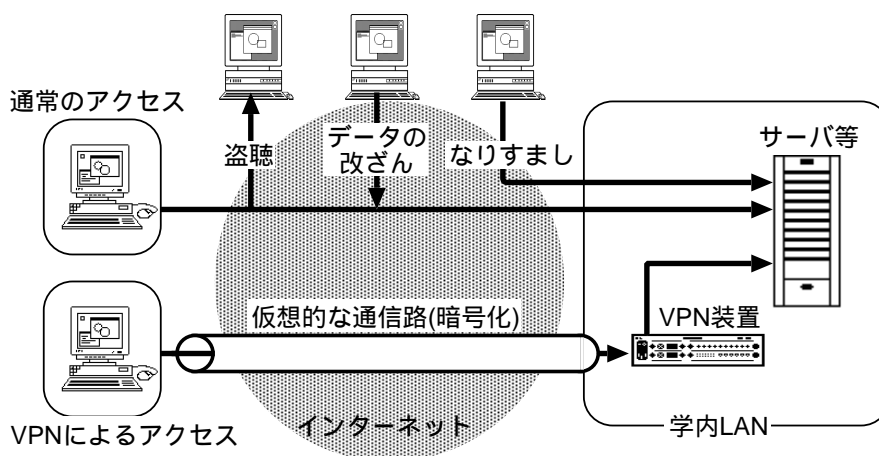 通常のアクセス
盗聴
データの
改ざん
なりすまし
サーバ等
仮想的な通信路(暗号化)
VPN装置
インターネット
学内LAN
VPNによるアクセス